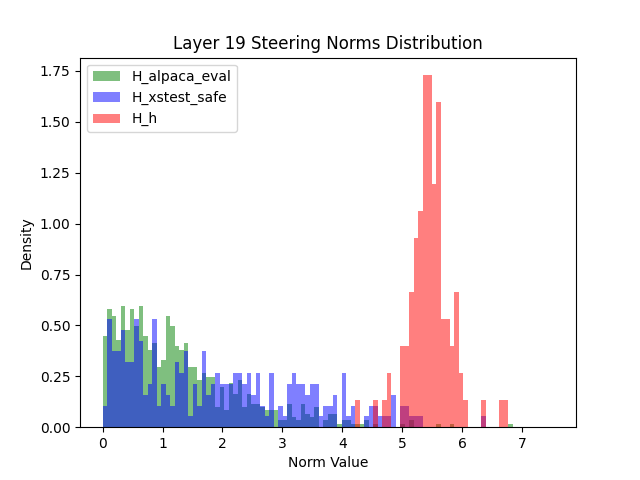 Layer 19 Steering Norms Distribution
H_alpaca_eval
H_xstest_safe
H_h
1.75
1.50
1.25
1.00
0.75
0.50
0.25
0.00
Density
0 1 2 3 4 5 6 7
Norm Value